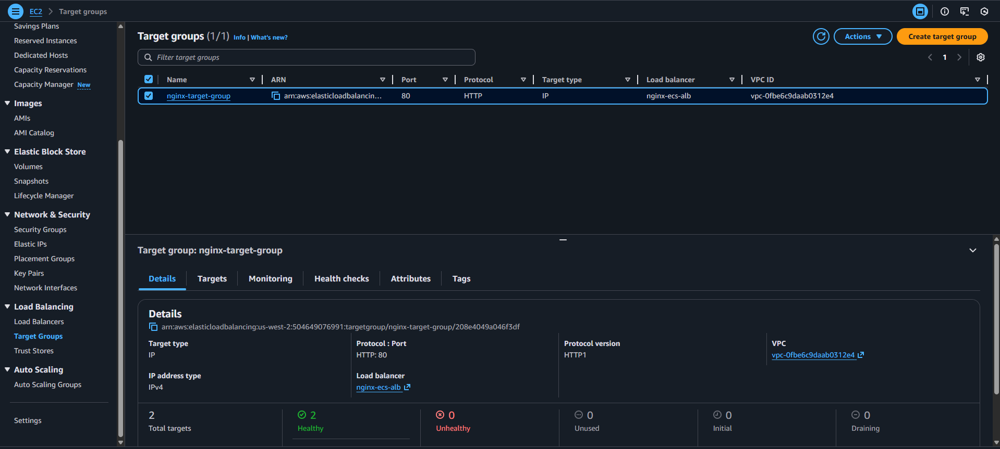 EC2 > Target groups
Savings Plans
Reserved Instances
Dedicated Hosts
Capacity Reservations
Capacity Manager New
Images
AMIs
AMI Catalog
Elastic Block Store
Volumes
Snapshots
Lifecycle Manager
Network & Security
Security Groups
Elastic IPs
Placement Groups
Key Pairs
Network Interfaces
Load Balancing
Load Balancers
Target Groups
Trust Stores
Auto Scaling
Auto Scaling Groups
Settings
Target groups (1/1) Info | What's new?
Actions
Create target group
Filter target groups
1
Name ARN Port Protocol Target type Load balancer VPC ID
nginx-target-group arn:aws:elasticloadbalancin... 80 HTTP IP nginx-ecs-alb vpc-0fbe6c9daab0312e4
Target group: nginx-target-group
Details Targets Monitoring Health checks Attributes Tags
Details
arn:aws:elasticloadbalancing:us-west-2:504649076991:targetgroup/nginx-target-group/208e4049a046f3df
Target type Protocol : Port Protocol version VPC
IP HTTP: 80 HTTP1 vpc-0fbe6c9daab0312e4
IP address type Load balancer
IPv4 nginx-ecs-alb
2 2 0 0 0 0
Total targets Healthy Unhealthy Unused Initial Draining